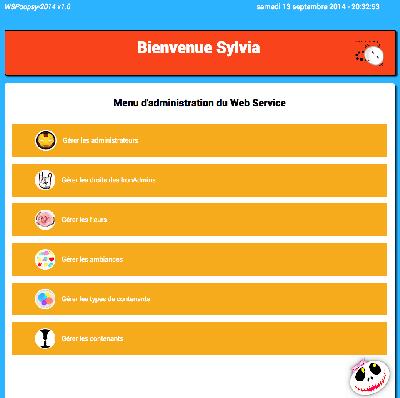 WSPoopsy-2014 v1.0
samedi 13 septembre 2014 - 20:32:53
Bienvenue Sylvia
Menu d'administration du Web Service
Gérer les administrateurs
Gérer les droits des IronAdmins
Gérer les fleurs
Gérer les ambiances
Gérer les types de contenants
Gérer les contenants